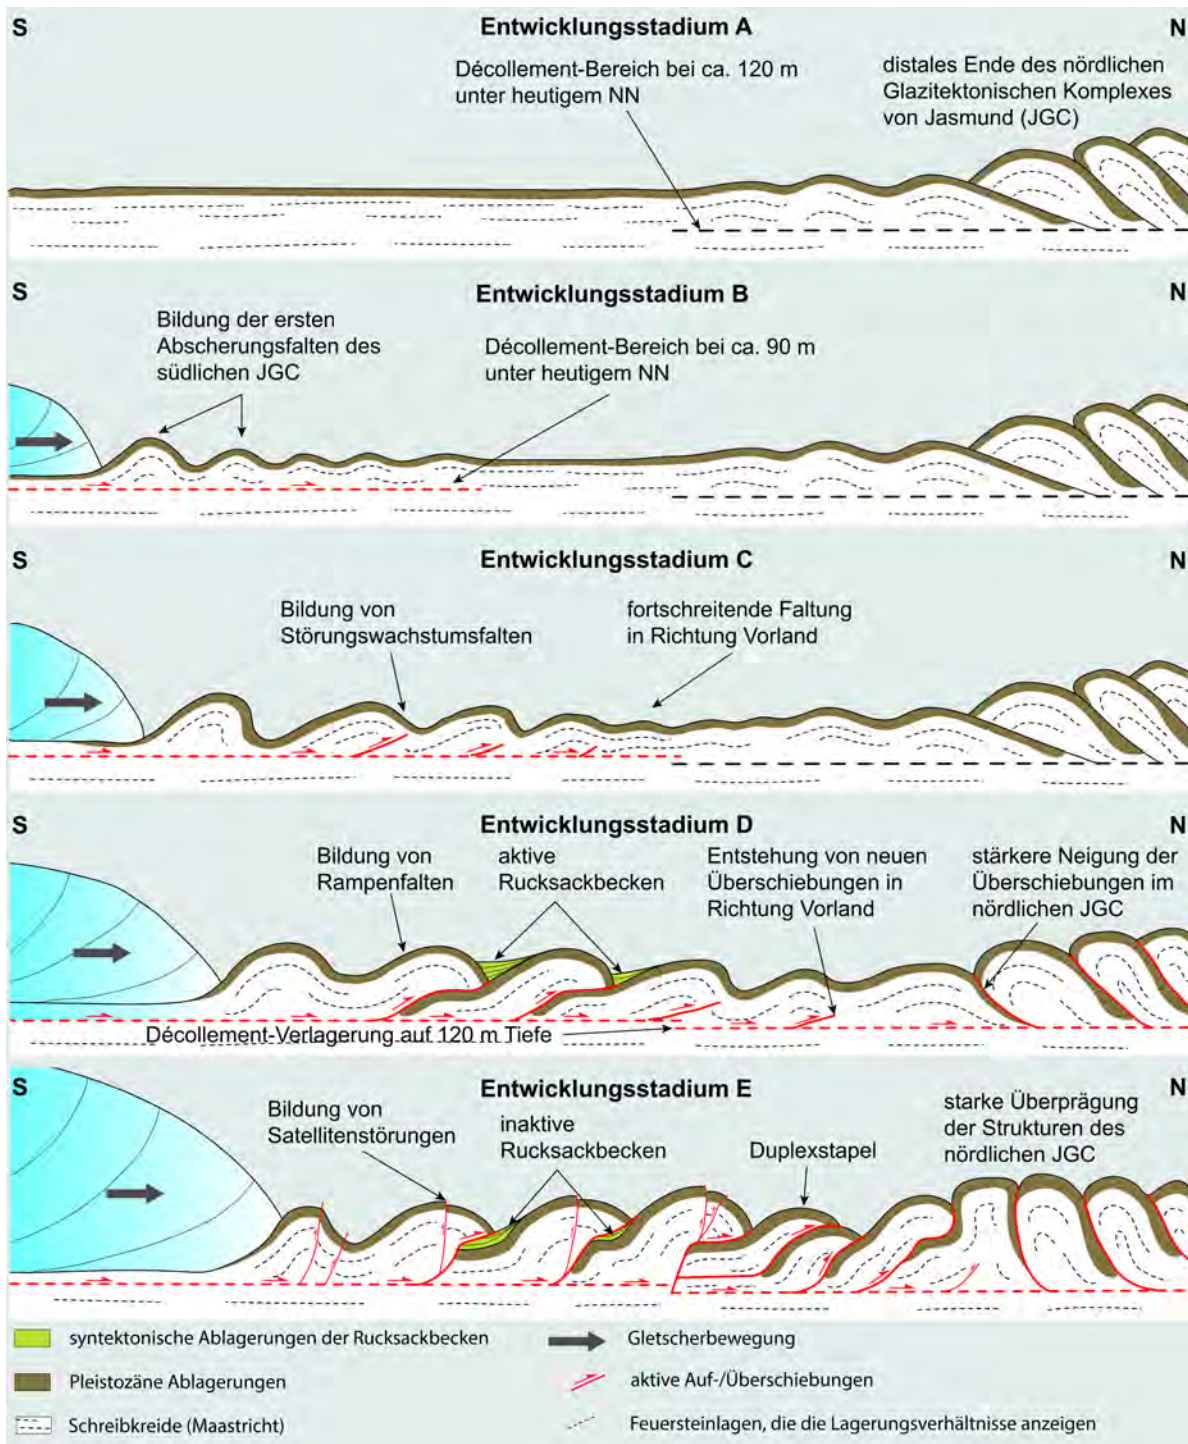 S
Entwicklungsstadium A
N
Décollement-Bereich bei ca. 120 m
unter heutigem NN
distales Ende des nördlichen
Glazitektonischen Komplexes
von Jasmund (JGC)
S
Entwicklungsstadium B
N
Bildung der ersten
Abscherungsfalten des
südlichen JGC
Décollement-Bereich bei ca. 90 m
unter heutigem NN
S
Entwicklungsstadium C
N
Bildung von
Störungswachstumsfalten
fortschreitende Faltung
in Richtung Vorland
S
Entwicklungsstadium D
N
Bildung von
Rampenfalten
aktive
Rucksackbecken
Entstehung von neuen
Überschiebungen in
Richtung Vorland
stärkere Neigung der
Überschiebungen im
nördlichen JGC
Décollement-Verlagerung auf 120 m Tiefe
S
Entwicklungsstadium E
N
Bildung von
Satellitenstörungen
inaktive
Rucksackbecken
Duplexstapel
starke Überprägung
der Strukturen des
nördlichen JGC
syntektonische Ablagerungen der Rucksackbecken
Gletscherbewegung
Pleistozäne Ablagerungen
aktive Auf-/Überschiebungen
Schreibkreide (Maastricht)
Feuersteinlagen, die die Lagerungsverhältnisse anzeigen